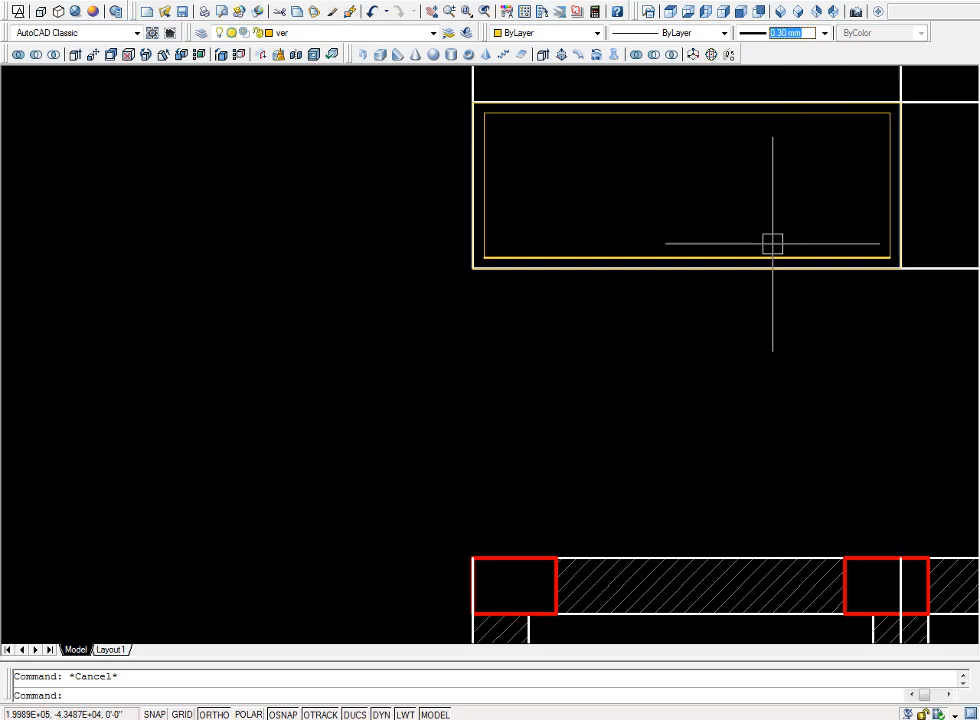 AutoCAD Classic ver ByLayer ByLayer 0.30 mm ByColor
Model Layout1
Command: *Cancel*
Command:
1.9989E+05, -4.3487E+04, 0'-0" SNAP GRID ORTHO POLAR OSNAP OTRACK DUCS DYN LWT MODEL